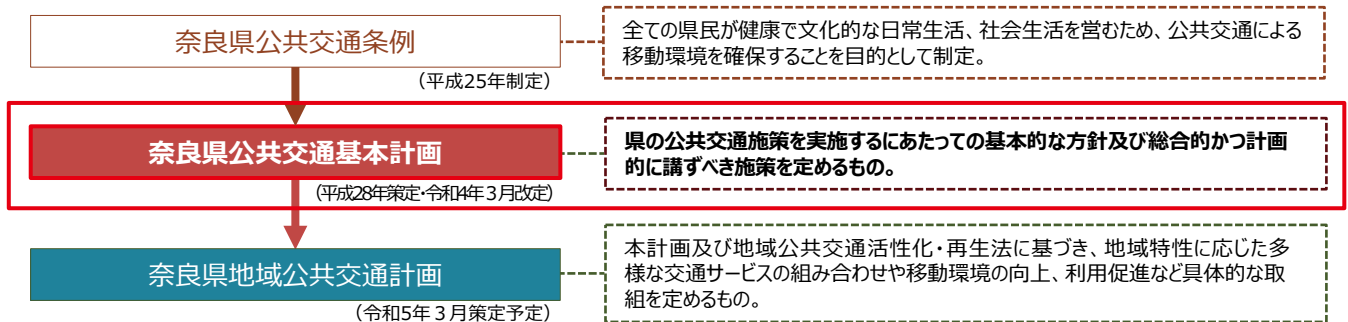 奈良県公共交通条例
(平成25年制定)
全ての県民が健康で文化的な日常生活、社会生活を営むため、公共交通による
移動環境を確保することを目的として制定。
奈良県公共交通基本計画
(平成28年策定・令和4年3月改定)
県の公共交通施策を実施するにあたっての基本的な方針及び総合的かつ計画
的に講ずべき施策を定めるもの。
奈良県地域公共交通計画
(令和5年3月策定予定)
本計画及び地域公共交通活性化・再生法に基づき、地域特性に応じた多
様な交通サービスの組み合わせや移動環境の向上、利用促進など具体的な取
組を定めるもの。